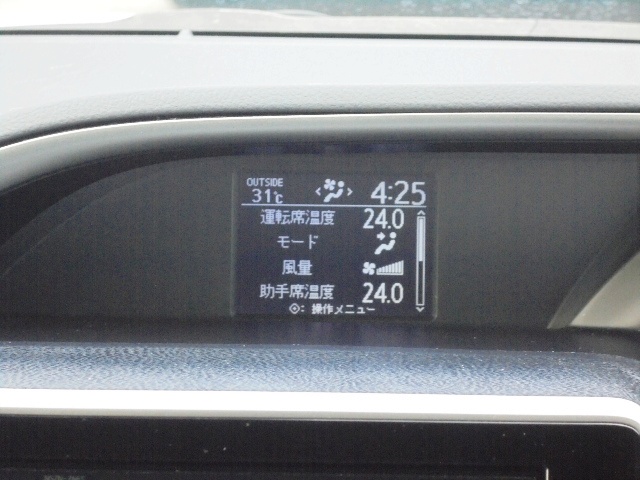 OUTSIDE
31℃ 4:25
運転席温度 24.0
モード
風量
助手席温度 24.0
: 操作メニュー